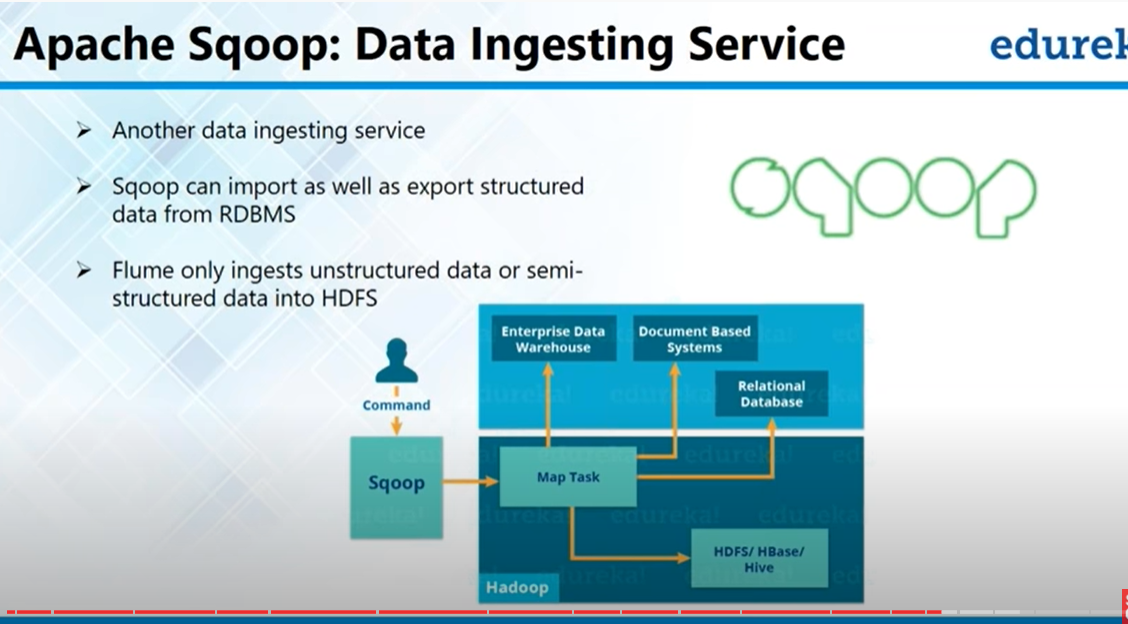 Apache Sqoop: Data Ingesting Service
edurek
Another data ingesting service
Sqoop can import as well as export structured
data from RDBMS
Flume only ingests unstructured data or semi-
structured data into HDFS
sqoop
Enterprise Data
Warehouse
Document Based
Systems
Relational
Database
Command
Sqoop
Map Task
HDFS/ HBase/
Hive
Hadoop